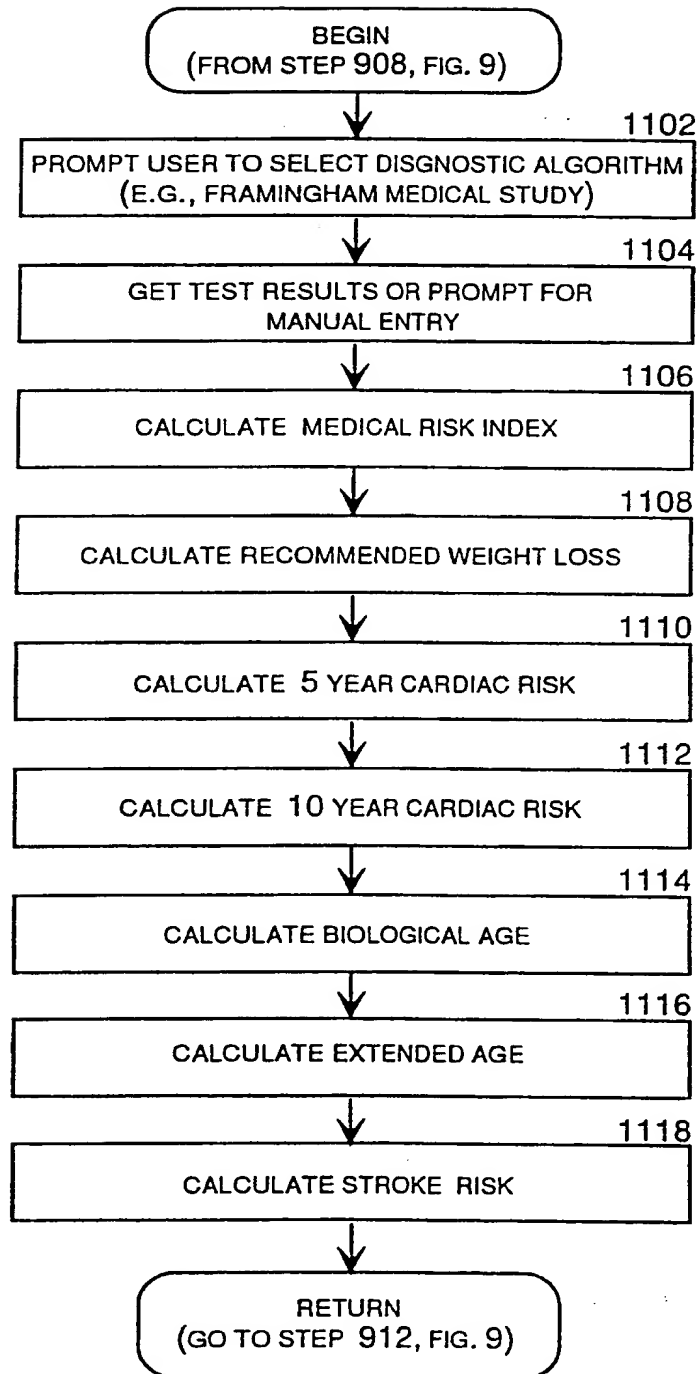 BEGIN
(FROM STEP 908, FIG. 9)
1102
PROMPT USER TO SELECT DISGNOSTIC ALGORITHM
(E.G., FRAMINGHAM MEDICAL STUDY)
1104
GET TEST RESULTS OR PROMPT FOR
MANUAL ENTRY
1106
CALCULATE MEDICAL RISK INDEX
1108
CALCULATE RECOMMENDED WEIGHT LOSS
1110
CALCULATE 5 YEAR CARDIAC RISK
1112
CALCULATE 10 YEAR CARDIAC RISK
1114
CALCULATE BIOLOGICAL AGE
1116
CALCULATE EXTENDED AGE
1118
CALCULATE STROKE RISK
RETURN
(GO TO STEP 912, FIG. 9)